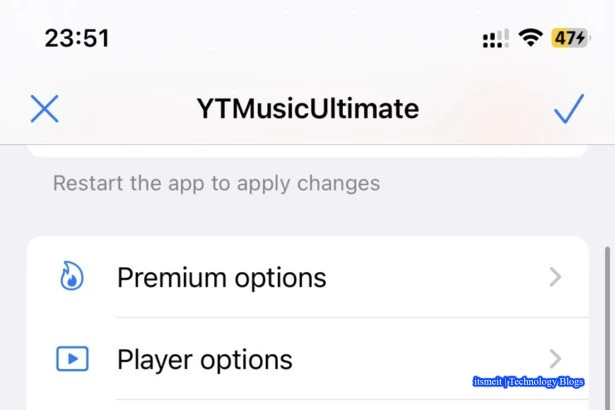 23:51
47
YTMusicUltimate
Restart the app to apply changes
Premium options
Player options
itsmeit | Technology Blogs